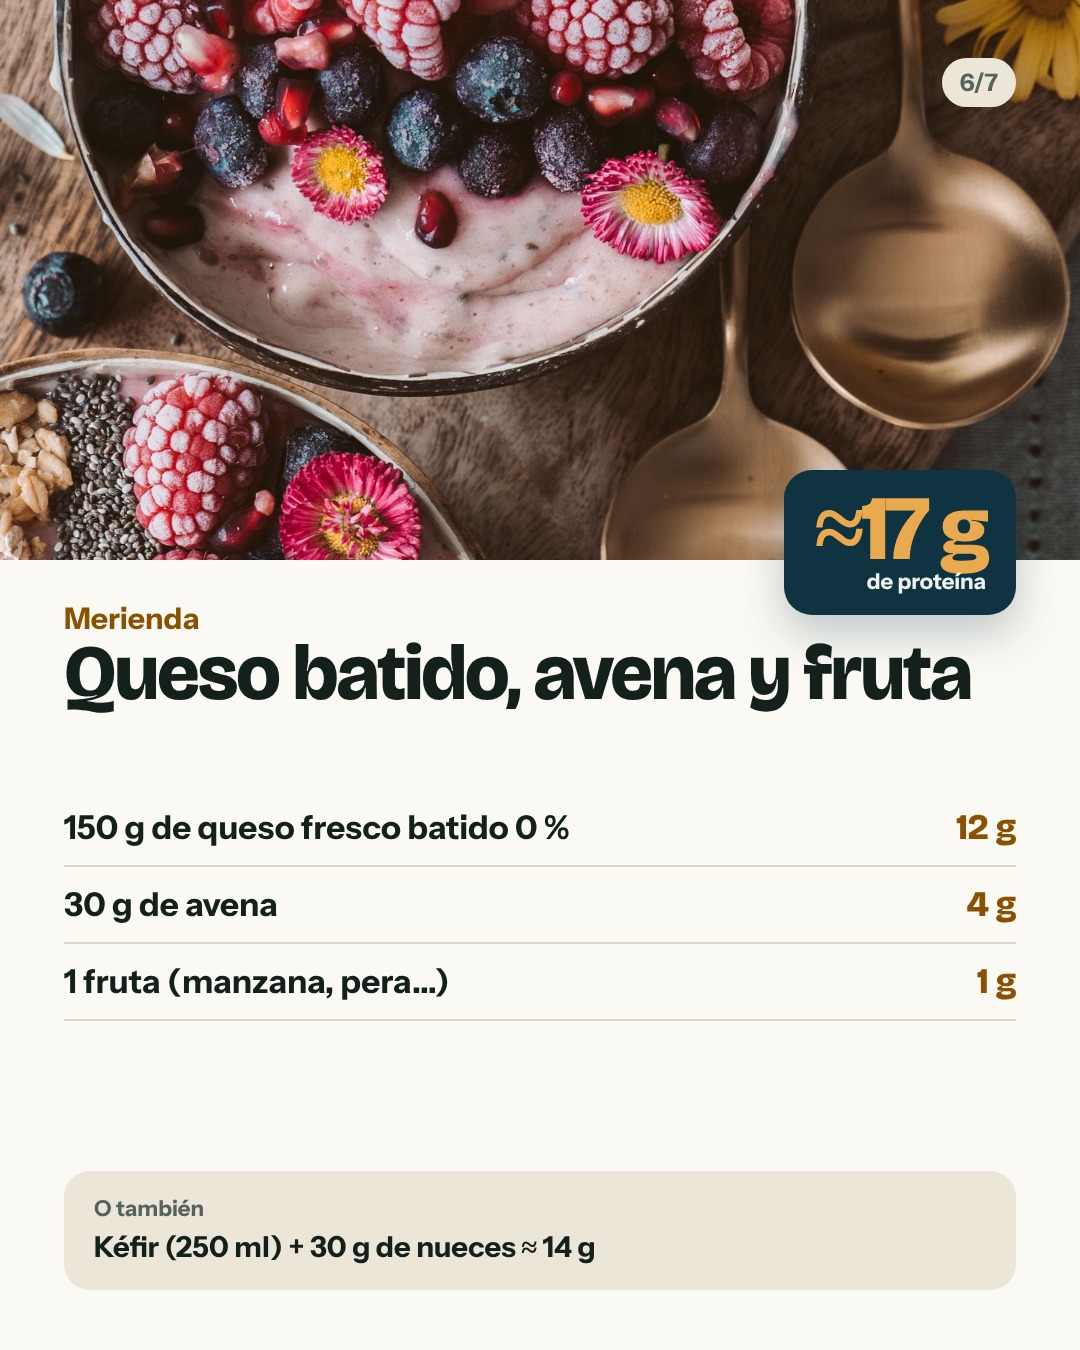 6/7
≈17 g
de proteína
Merienda
Queso batido, avena y fruta
150 g de queso fresco batido 0 % 12 g
30 g de avena 4 g
1 fruta (manzana, pera...) 1 g
O también
Kéfir (250 ml) + 30 g de nueces ≈ 14 g